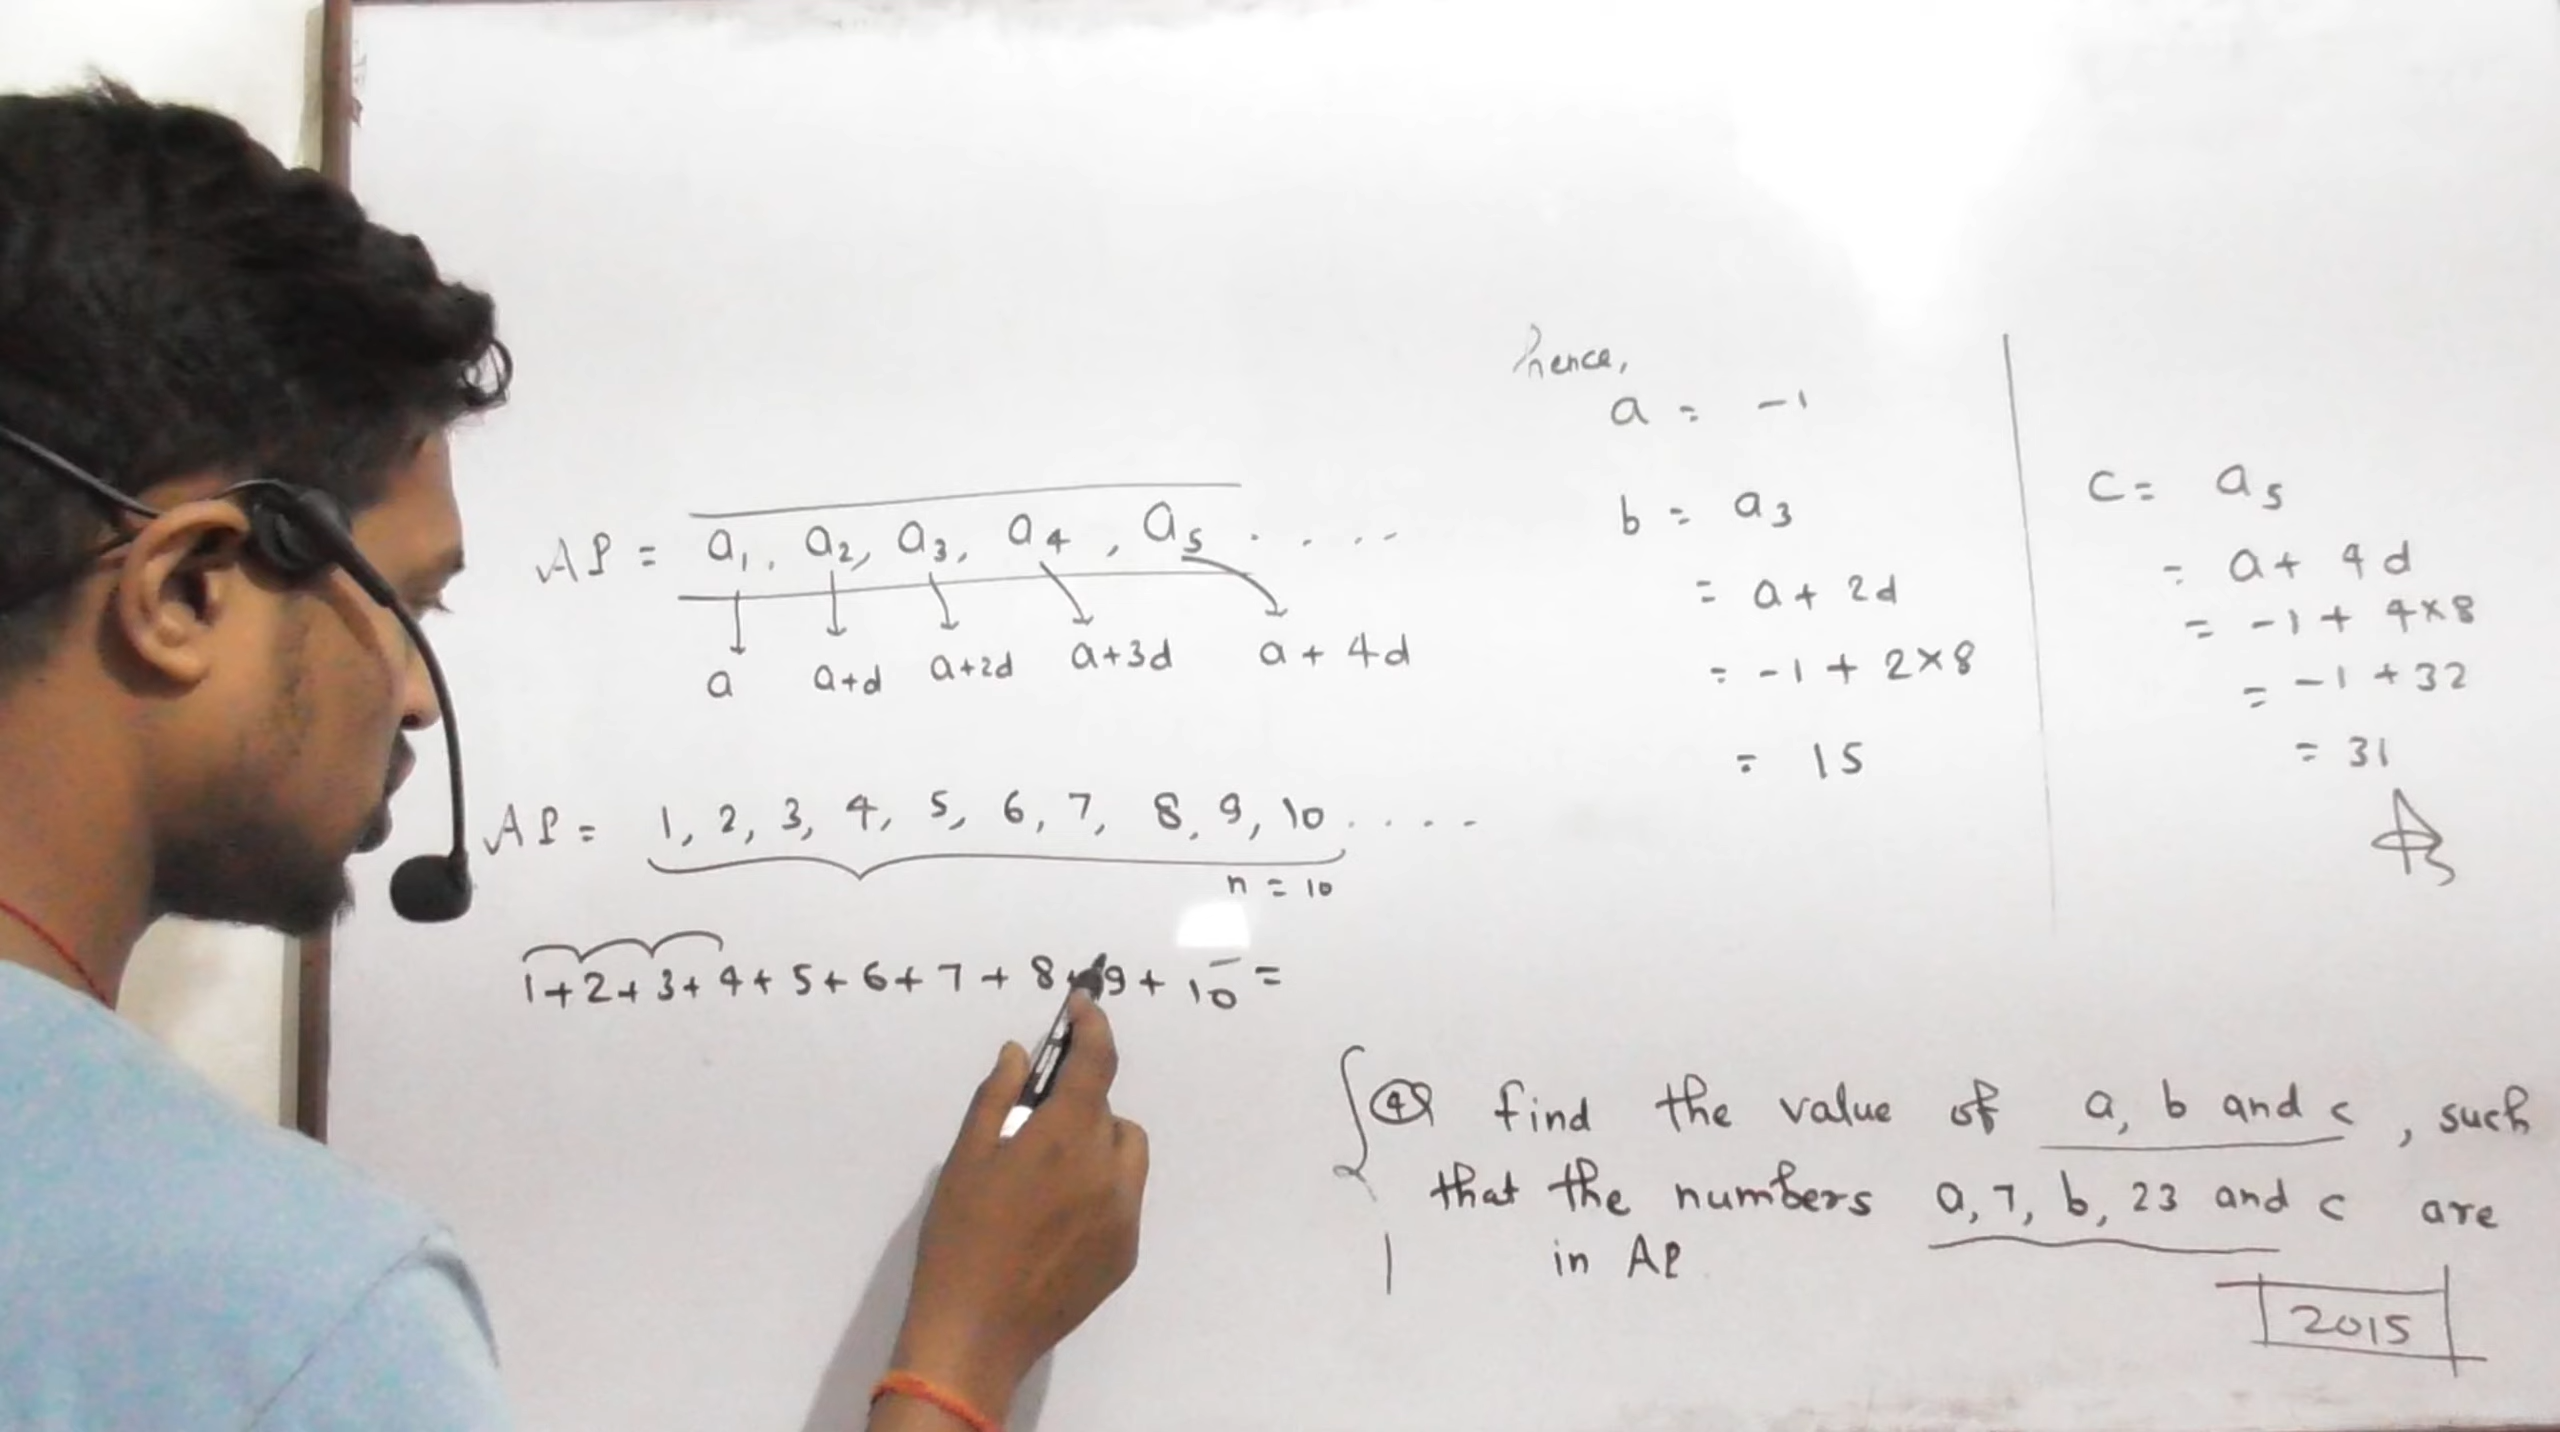 AP = a₁, a₂, a₃, a₄, a₅ . . . .
a a+d a+2d a+3d a + 4d
AP = 1, 2, 3, 4, 5, 6, 7, 8, 9, 10 . . . .
n = 10
1+2+3+4+5+6+7+8+9+10 =
hence,
a = -1
b = a₃
= a + 2d
= -1 + 2×8
= 15
c = a₅
= a + 4d
= -1 + 4×8
= -1 + 32
= 31
find the value of a, b and c, such
that the numbers a, 7, b, 23 and c are
in AP
2015